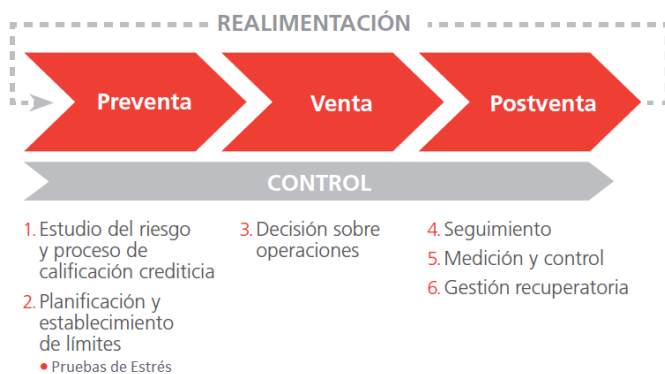 REALIMENTACIÓN
Preventa
Venta
Postventa
CONTROL
1. Estudio del riesgo
y proceso de
calificación crediticia
2. Planificación y
establecimiento
de límites
• Pruebas de Estrés
3. Decisión sobre
operaciones
4. Seguimiento
5. Medición y control
6. Gestión recuperatoria